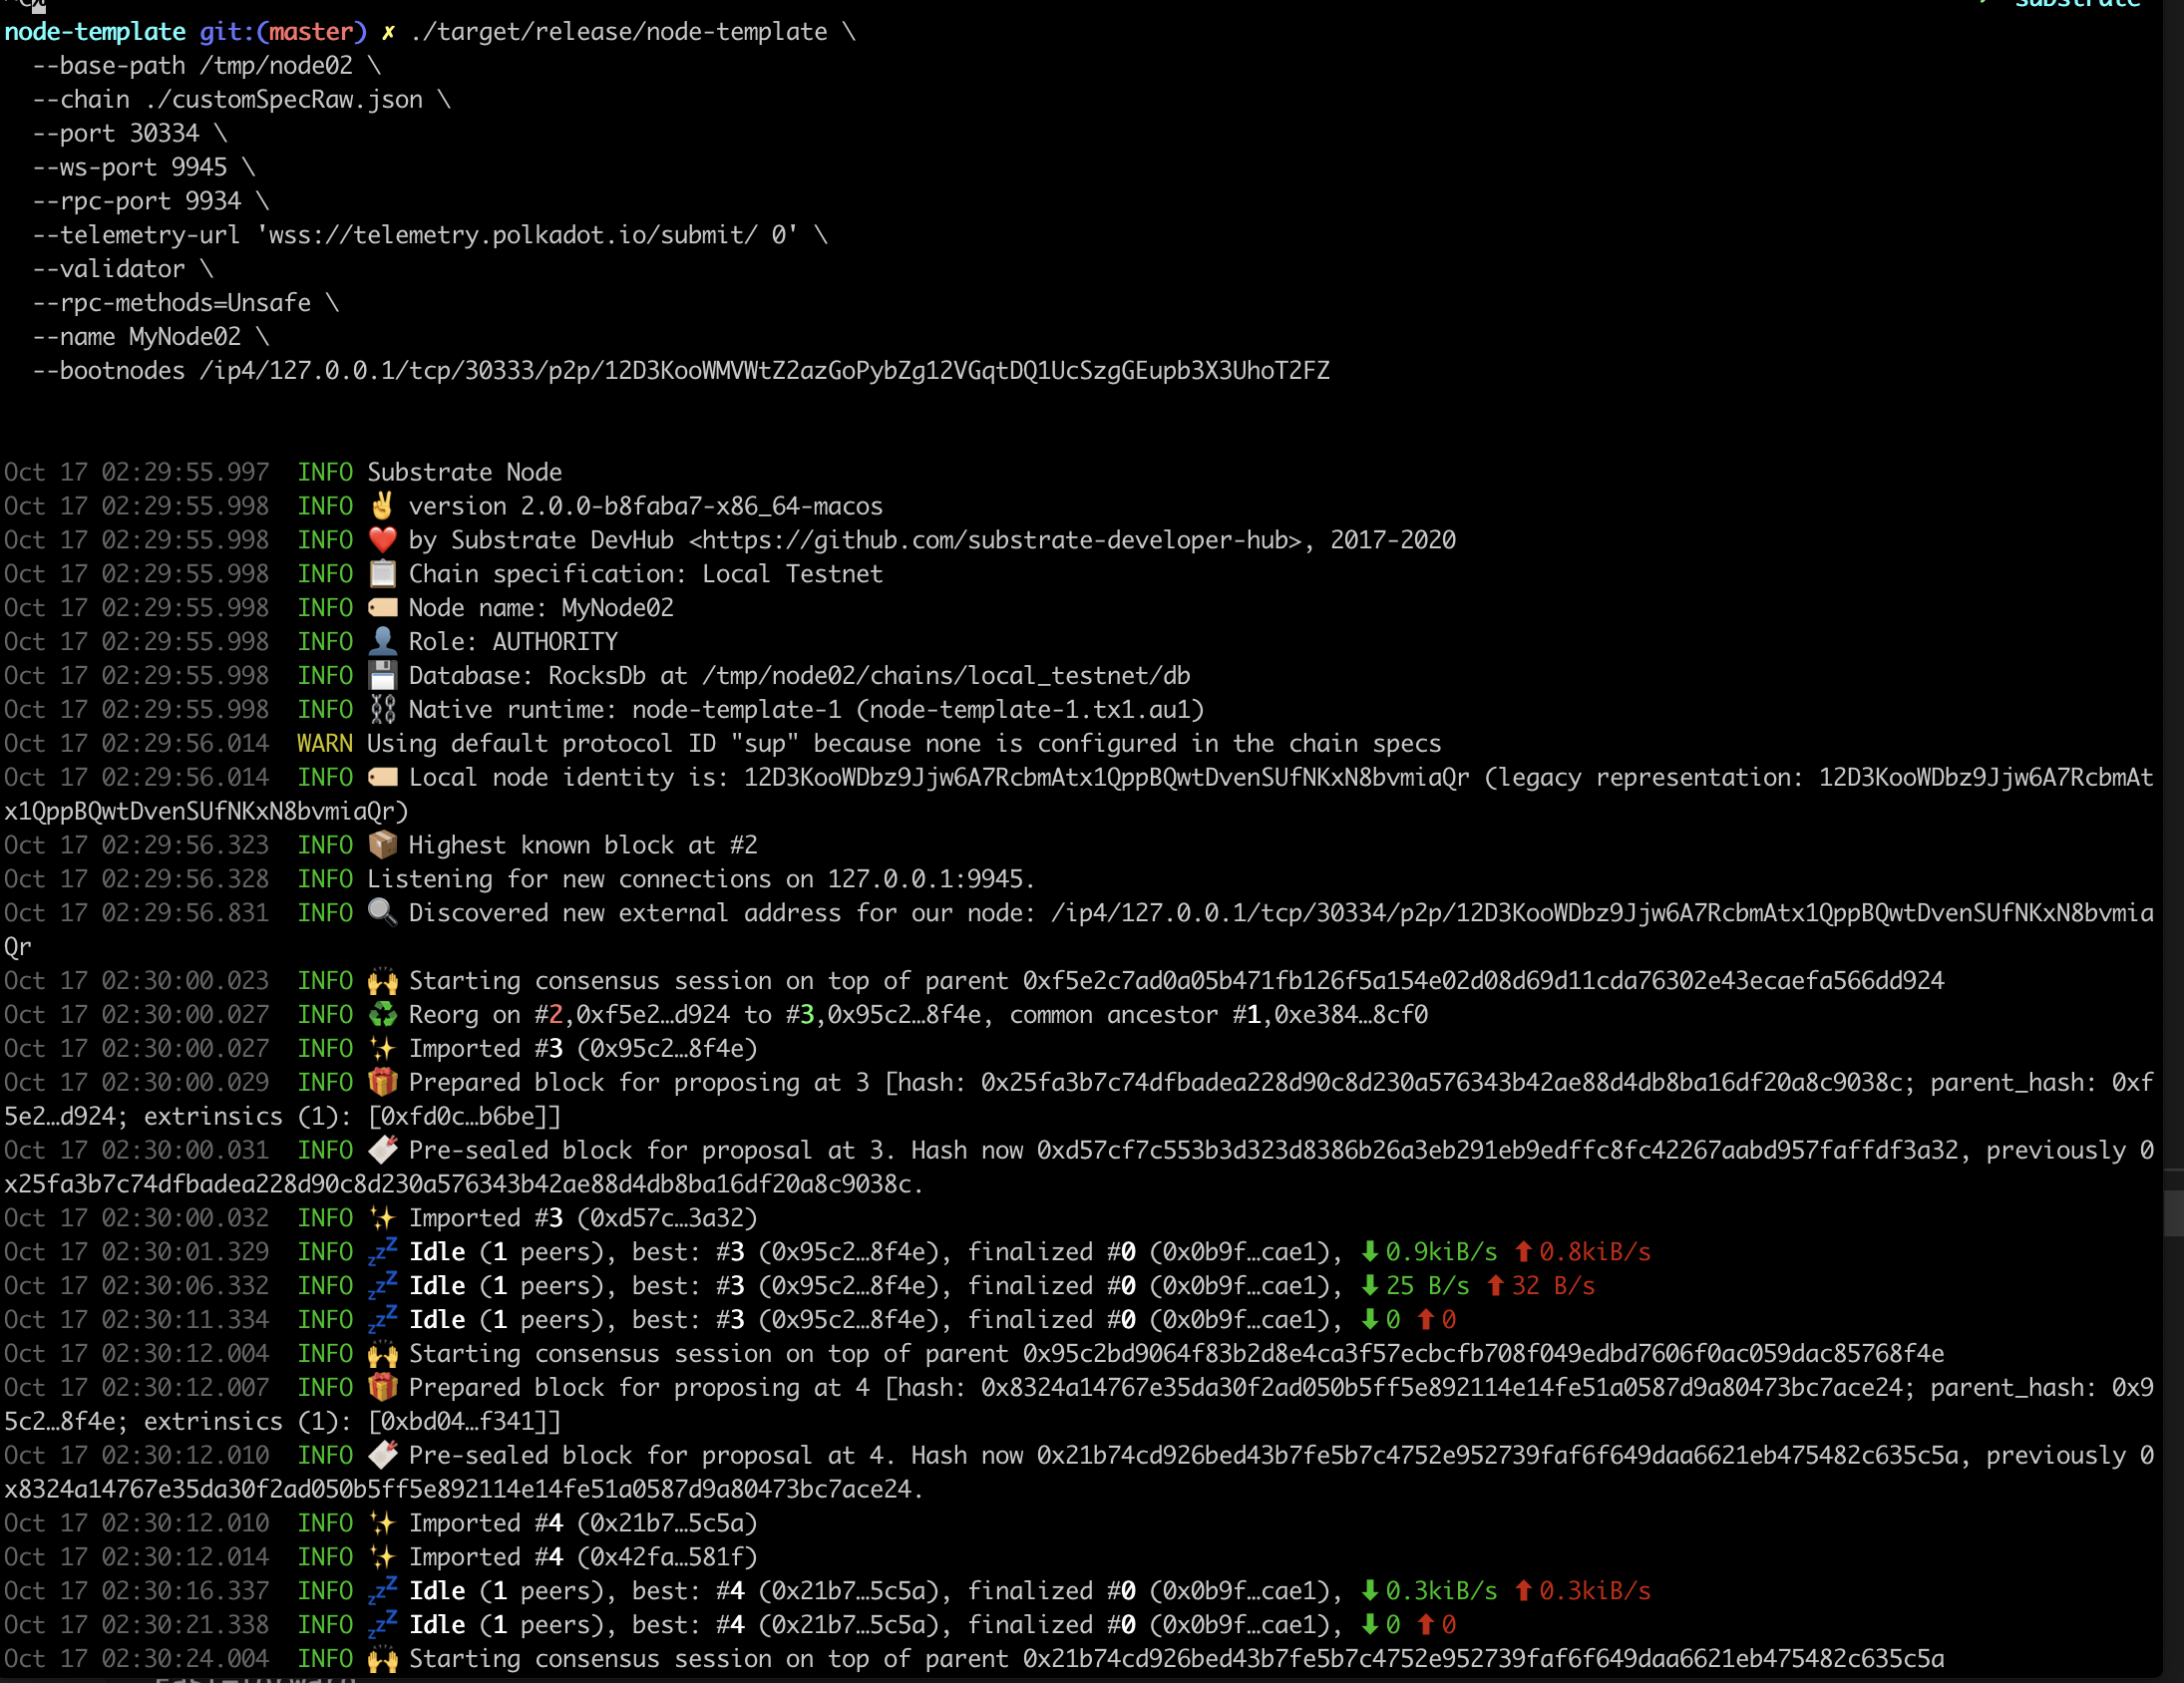 substrate
node-template git:(master) ✗ ./target/release/node-template \
--base-path /tmp/node02 \
--chain ./customSpecRaw.json \
--port 30334 \
--ws-port 9945 \
--rpc-port 9934 \
--telemetry-url 'wss://telemetry.polkadot.io/submit/ 0' \
--validator \
--rpc-methods=Unsafe \
--name MyNode02 \
--bootnodes /ip4/127.0.0.1/tcp/30333/p2p/12D3KooWMVWtZ2azGoPybZg12VGqtDQ1UcSzgGEupb3X3UhoT2FZ
Oct 17 02:29:55.997 INFO Substrate Node
Oct 17 02:29:55.998 INFO ✌️ version 2.0.0-b8faba7-x86_64-macos
Oct 17 02:29:55.998 INFO ❤️ by Substrate DevHub <https://github.com/substrate-developer-hub>, 2017-2020
Oct 17 02:29:55.998 INFO 📋 Chain specification: Local Testnet
Oct 17 02:29:55.998 INFO 🏷 Node name: MyNode02
Oct 17 02:29:55.998 INFO 👤 Role: AUTHORITY
Oct 17 02:29:55.998 INFO 💾 Database: RocksDb at /tmp/node02/chains/local_testnet/db
Oct 17 02:29:55.998 INFO ⛓ Native runtime: node-template-1 (node-template-1.tx1.au1)
Oct 17 02:29:56.014 WARN Using default protocol ID "sup" because none is configured in the chain specs
Oct 17 02:29:56.014 INFO 🏷 Local node identity is: 12D3KooWDbz9Jjw6A7RcbmAtx1QppBQwtDvenSUfNKxN8bvmiaQr (legacy representation: 12D3KooWDbz9Jjw6A7RcbmAt
x1QppBQwtDvenSUfNKxN8bvmiaQr)
Oct 17 02:29:56.323 INFO 📦 Highest known block at #2
Oct 17 02:29:56.328 INFO Listening for new connections on 127.0.0.1:9945.
Oct 17 02:29:56.831 INFO 🔍 Discovered new external address for our node: /ip4/127.0.0.1/tcp/30334/p2p/12D3KooWDbz9Jjw6A7RcbmAtx1QppBQwtDvenSUfNKxN8bvmia
Qr
Oct 17 02:30:00.023 INFO 🙌 Starting consensus session on top of parent 0xf5e2c7ad0a05b471fb126f5a154e02d08d69d11cda76302e43ecaefa566dd924
Oct 17 02:30:00.027 INFO ♻️ Reorg on #2,0xf5e2…d924 to #3,0x95c2…8f4e, common ancestor #1,0xe384…8cf0
Oct 17 02:30:00.027 INFO ✨ Imported #3 (0x95c2…8f4e)
Oct 17 02:30:00.029 INFO 🎁 Prepared block for proposing at 3 [hash: 0x25fa3b7c74dfbadea228d90c8d230a576343b42ae88d4db8ba16df20a8c9038c; parent_hash: 0xf
5e2…d924; extrinsics (1): [0xfd0c…b6be]]
Oct 17 02:30:00.031 INFO 🔖 Pre-sealed block for proposal at 3. Hash now 0xd57cf7c553b3d323d8386b26a3eb291eb9edffc8fc42267aabd957faffdf3a32, previously 0
x25fa3b7c74dfbadea228d90c8d230a576343b42ae88d4db8ba16df20a8c9038c.
Oct 17 02:30:00.032 INFO ✨ Imported #3 (0xd57c…3a32)
Oct 17 02:30:01.329 INFO 💤 Idle (1 peers), best: #3 (0x95c2…8f4e), finalized #0 (0x0b9f…cae1), ⬇ 0.9kiB/s ⬆ 0.8kiB/s
Oct 17 02:30:06.332 INFO 💤 Idle (1 peers), best: #3 (0x95c2…8f4e), finalized #0 (0x0b9f…cae1), ⬇ 25 B/s ⬆ 32 B/s
Oct 17 02:30:11.334 INFO 💤 Idle (1 peers), best: #3 (0x95c2…8f4e), finalized #0 (0x0b9f…cae1), ⬇ 0 ⬆ 0
Oct 17 02:30:12.004 INFO 🙌 Starting consensus session on top of parent 0x95c2bd9064f83b2d8e4ca3f57ecbcfb708f049edbd7606f0ac059dac85768f4e
Oct 17 02:30:12.007 INFO 🎁 Prepared block for proposing at 4 [hash: 0x8324a14767e35da30f2ad050b5ff5e892114e14fe51a0587d9a80473bc7ace24; parent_hash: 0x9
5c2…8f4e; extrinsics (1): [0xbd04…f341]]
Oct 17 02:30:12.010 INFO 🔖 Pre-sealed block for proposal at 4. Hash now 0x21b74cd926bed43b7fe5b7c4752e952739faf6f649daa6621eb475482c635c5a, previously 0
x8324a14767e35da30f2ad050b5ff5e892114e14fe51a0587d9a80473bc7ace24.
Oct 17 02:30:12.010 INFO ✨ Imported #4 (0x21b7…5c5a)
Oct 17 02:30:12.014 INFO ✨ Imported #4 (0x42fa…581f)
Oct 17 02:30:16.337 INFO 💤 Idle (1 peers), best: #4 (0x21b7…5c5a), finalized #0 (0x0b9f…cae1), ⬇ 0.3kiB/s ⬆ 0.3kiB/s
Oct 17 02:30:21.338 INFO 💤 Idle (1 peers), best: #4 (0x21b7…5c5a), finalized #0 (0x0b9f…cae1), ⬇ 0 ⬆ 0
Oct 17 02:30:24.004 INFO 🙌 Starting consensus session on top of parent 0x21b74cd926bed43b7fe5b7c4752e952739faf6f649daa6621eb475482c635c5a